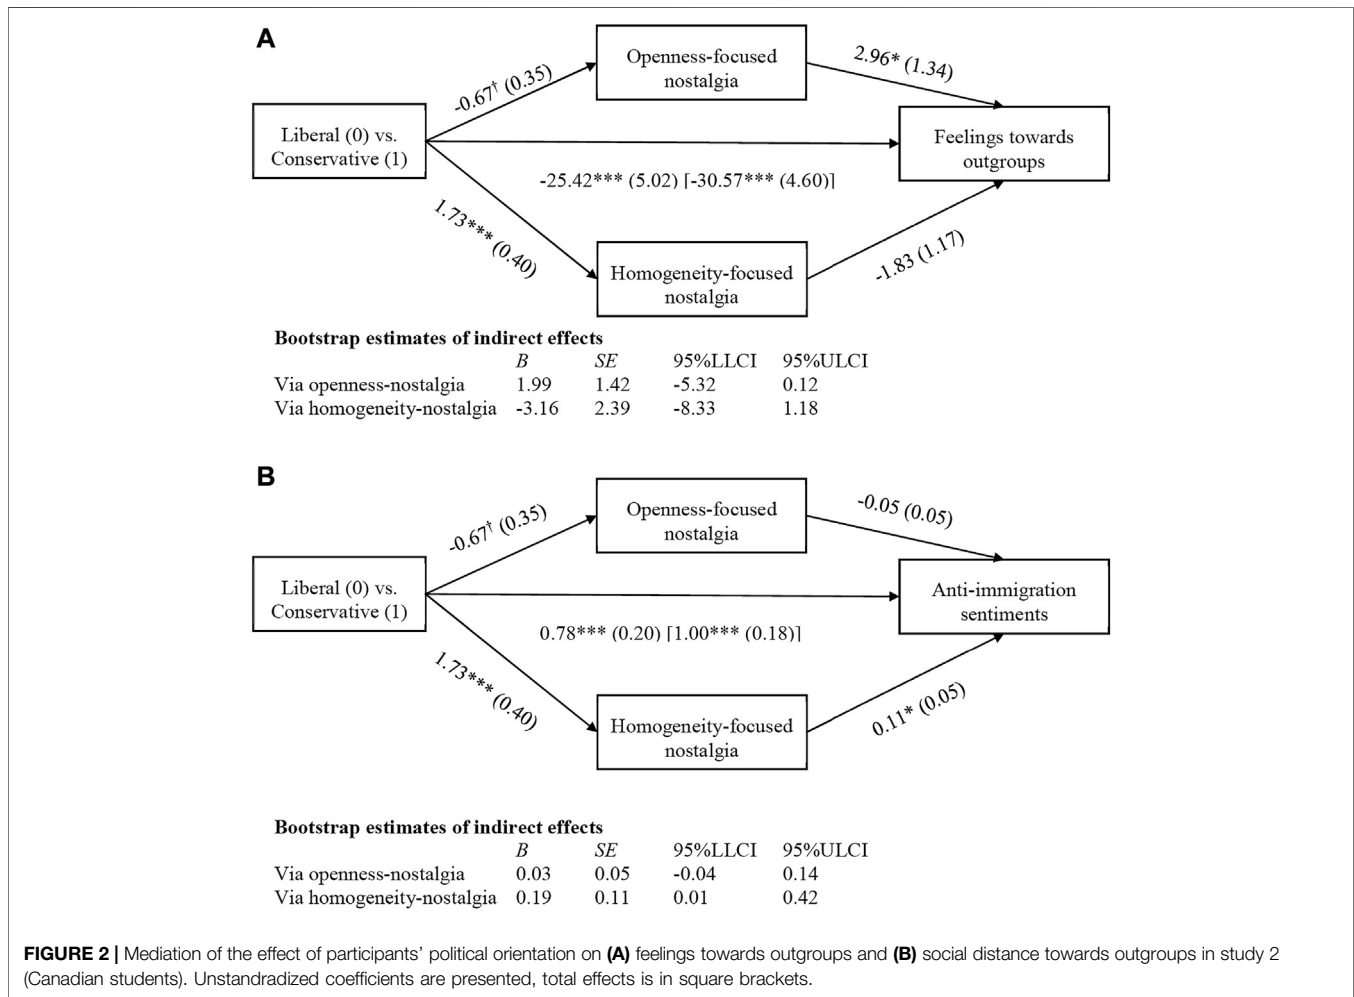 A
Openness-focused
nostalgia
2.96* (1.34)
-0.67† (0.35)
Liberal (0) vs.
Conservative (1)
Feelings towards
outgroups
-25.42*** (5.02) [-30.57*** (4.60)]
1.73*** (0.40)
-1.83 (1.17)
Homogeneity-focused
nostalgia
Bootstrap estimates of indirect effects
B SE 95%LLCI 95%ULCI
Via openness-nostalgia 1.99 1.42 -5.32 0.12
Via homogeneity-nostalgia -3.16 2.39 -8.33 1.18
B
Openness-focused
nostalgia
-0.05 (0.05)
-0.67† (0.35)
Liberal (0) vs.
Conservative (1)
Anti-immigration
sentiments
0.78*** (0.20) [1.00*** (0.18)]
1.73*** (0.40)
0.11* (0.05)
Homogeneity-focused
nostalgia
Bootstrap estimates of indirect effects
B SE 95%LLCI 95%ULCI
Via openness-nostalgia 0.03 0.05 -0.04 0.14
Via homogeneity-nostalgia 0.19 0.11 0.01 0.42
FIGURE 2 | Mediation of the effect of participants’ political orientation on (A) feelings towards outgroups and (B) social distance towards outgroups in study 2
(Canadian students). Unstandradized coefficients are presented, total effects is in square brackets.